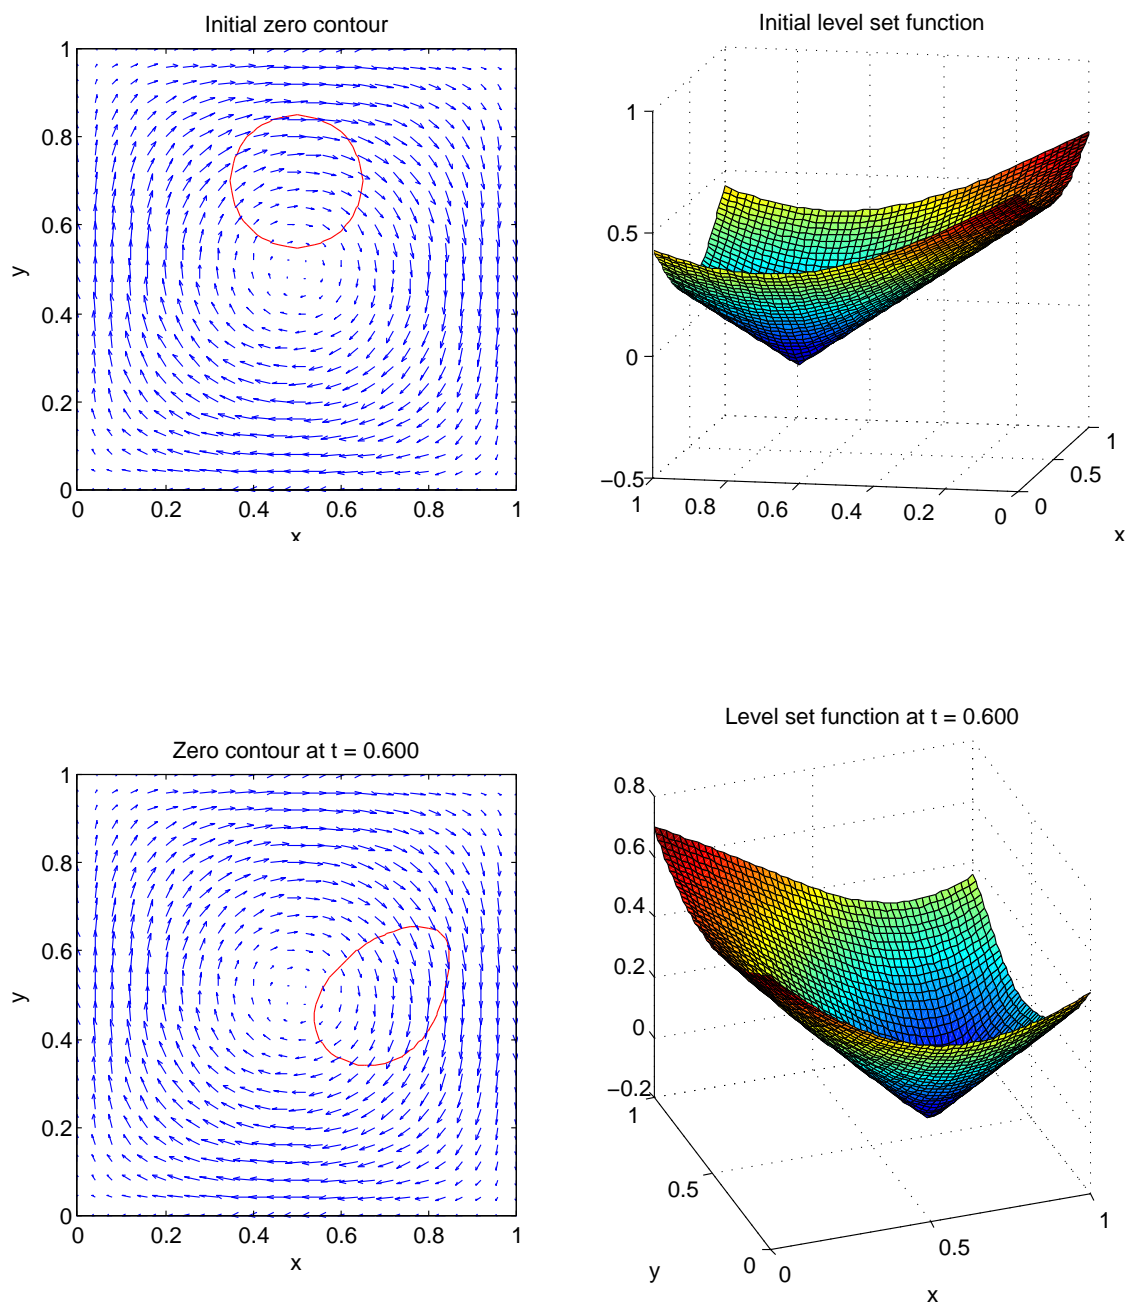 Initial zero contour
1
0.8
0.6
y
0.4
0.2
0
0 0.2 0.4 0.6 0.8 1
x
Initial level set function
1
0.5
0
−0.5
1 0.8 0.6 0.4 0.2 0
0 0.5 1
x
Zero contour at t = 0.600
1
0.8
0.6
y
0.4
0.2
0
0 0.2 0.4 0.6 0.8 1
x
Level set function at t = 0.600
0.8
0.6
0.4
0.2
0
−0.2
1
0.5
0
y
0 0.5 1
x